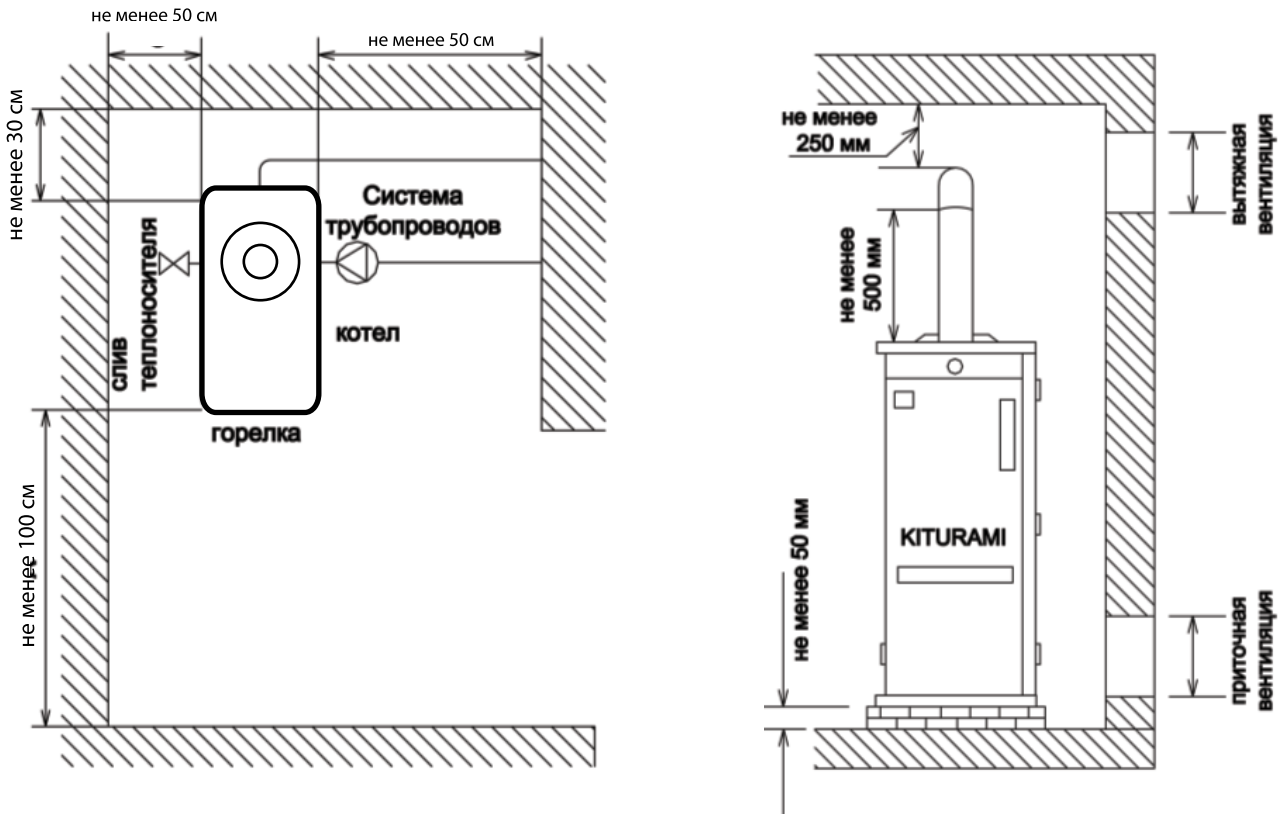 не менее 50 см
не менее 50 см
не менее 30 см
Система
трубопроводов
слив
теплоносителя
котел
горелка
не менее 100 см
не менее
250 мм
вытяжная
вентиляция
не менее
500 мм
KITURAMI
не менее 50 мм
приточная
вентиляция